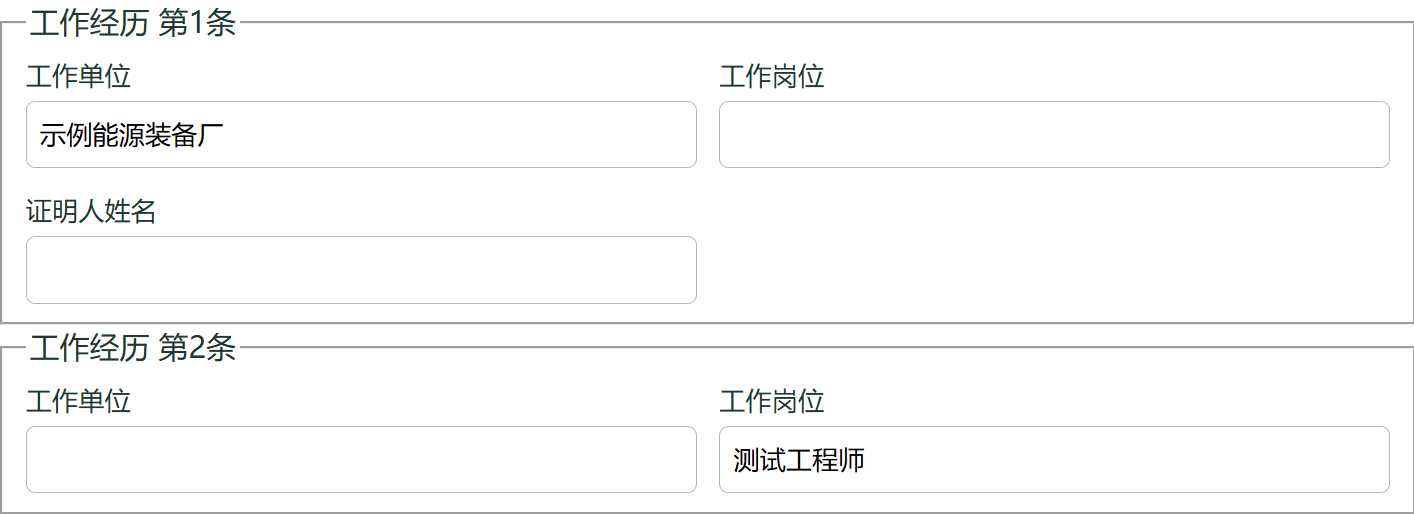 工作经历 第1条
工作单位 工作岗位
示例能源装备厂
证明人姓名
工作经历 第2条
工作单位 工作岗位
测试工程师